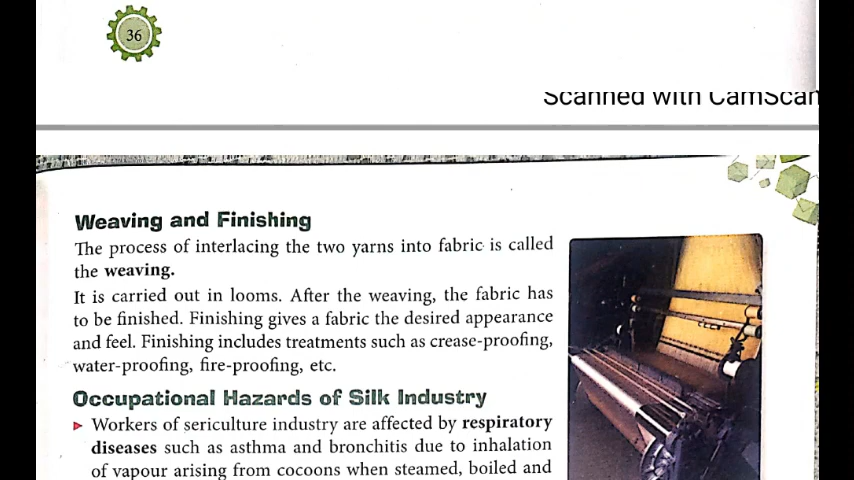 36
Scanned with CamScan
Weaving and Finishing
The process of interlacing the two yarns into fabric is called
the weaving.
It is carried out in looms. After the weaving, the fabric has
to be finished. Finishing gives a fabric the desired appearance
and feel. Finishing includes treatments such as crease-proofing,
water-proofing, fire-proofing, etc.
Occupational Hazards of Silk Industry
▶ Workers of sericulture industry are affected by respiratory
diseases such as asthma and bronchitis due to inhalation
of vapour arising from cocoons when steamed, boiled and